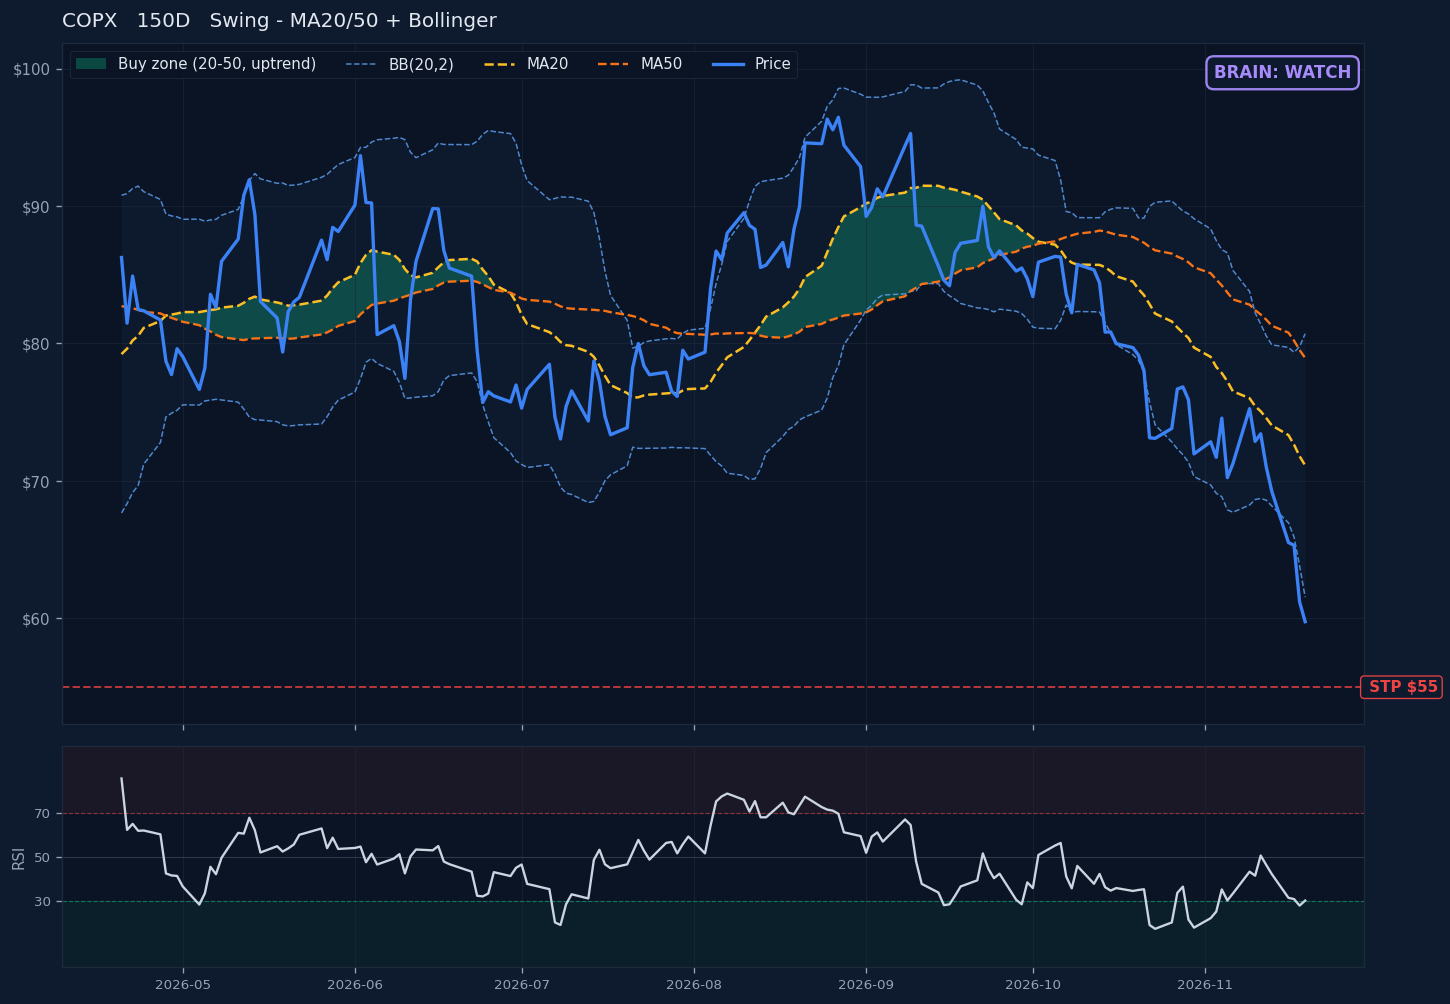 COPX   150D   Swing - MA20/50 + Bollinger
Buy zone (20-50, uptrend)   BB(20,2)   MA20   MA50   Price
BRAIN: WATCH
$100
$90
$80
$70
$60
STP $55
RSI
70
50
30
2026-05   2026-06   2026-07   2026-08   2026-09   2026-10   2026-11